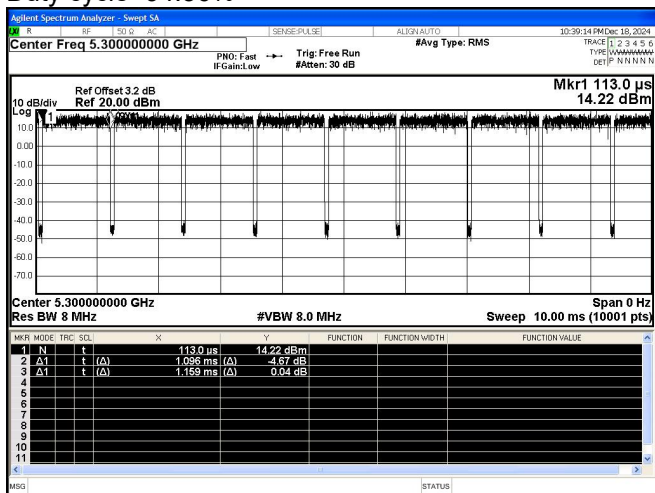 Agilent Spectrum Analyzer - Swept SA
LXI R RF 50 Ω AC SENSE:PULSE ALIGN AUTO 10:39:14 PM Dec 18, 2024
Center Freq 5.300000000 GHz #Avg Type: RMS TRACE 1 2 3 4 5 6
PNO: Fast Trig: Free Run TYPE
IFGain:Low #Atten: 30 dB DET P N N N N N
Mkr1 113.0 µs
Ref Offset 3.2 dB
10 dB/div Ref 20.00 dBm 14.22 dBm
Log
1
10.0
0.00
-10.0
-20.0
-30.0
-40.0
-50.0
-60.0
-70.0
Center 5.300000000 GHz Span 0 Hz
Res BW 8 MHz #VBW 8.0 MHz Sweep 10.00 ms (10001 pts)
MKR MODE TRC SCL X Y FUNCTION FUNCTION WIDTH FUNCTION VALUE
1 N t 113.0 µs 14.22 dBm
2 Δ1 t (Δ) 1.096 ms (Δ) -4.67 dB
3 Δ1 t (Δ) 1.159 ms (Δ) 0.04 dB
4
5
6
7
8
9
10
11
MSG STATUS